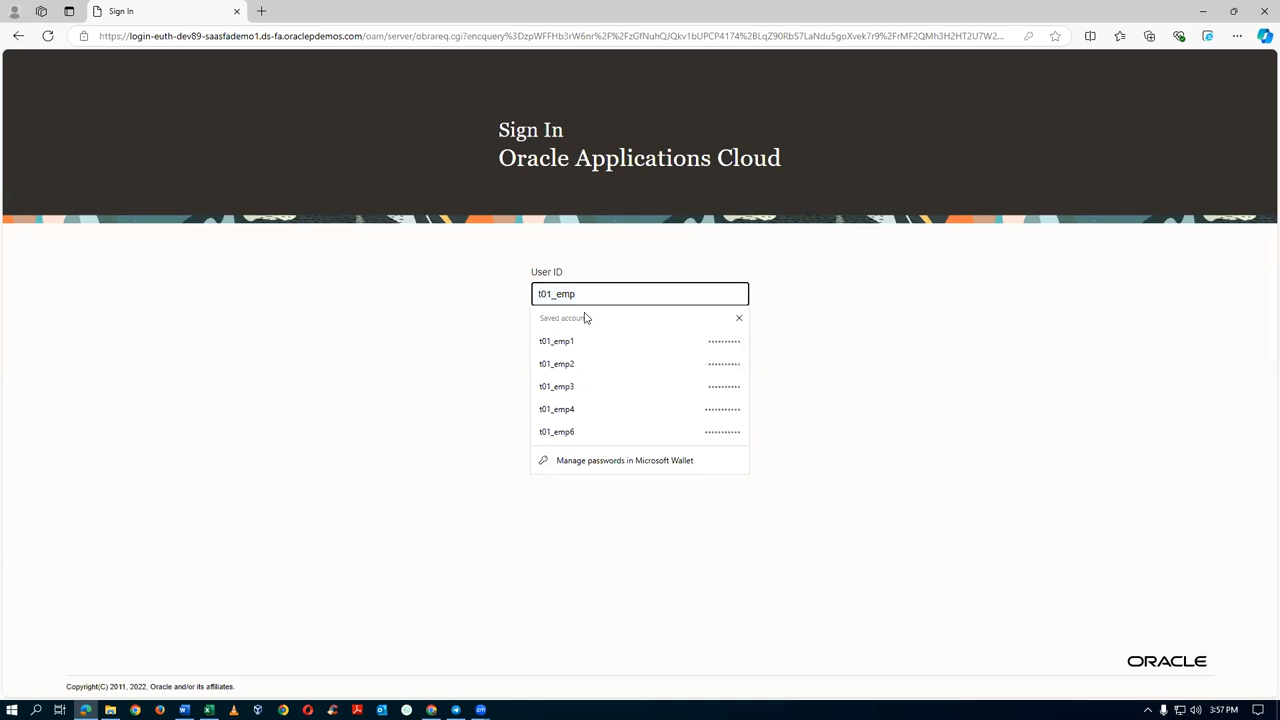 Sign In
https://login-euth-dev89-saasfademo1.ds-fa.oraclepdemos.com/oam/server/obrareq.cgi?encquery%3DzpWFFHb3rW6nr%2F%2FzGfNuhQJQkv1bUPCP4174%2BLqZ90RbS7LaNdu5goXvek7r9%2FrMF2QMh3H2HT2U7W2...
Sign In
Oracle Applications Cloud
User ID
t01_emp
t01_emp1
t01_emp2
t01_emp3
t01_emp4
t01_emp6
Manage passwords in Microsoft Wallet
ORACLE
Copyright(C) 2011, 2022. Oracle and/or its affiliates.
3:57 PM